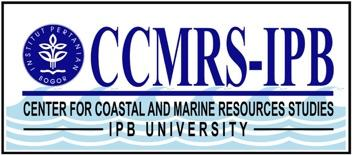 INSTITUT PERTANIAN
BOGOR
CCMRS-IPB
CENTER FOR COASTAL AND MARINE RESOURCES STUDIES
IPB UNIVERSITY